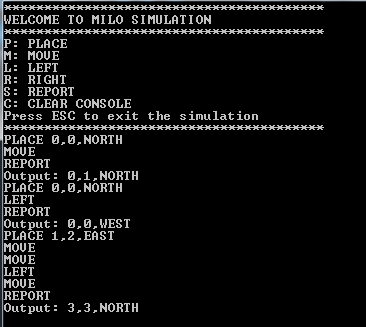 ****************************************
WELCOME TO MILO SIMULATION
****************************************
P: PLACE
M: MOVE
L: LEFT
R: RIGHT
S: REPORT
C: CLEAR CONSOLE
Press ESC to exit the simulation
****************************************
PLACE 0,0,NORTH
MOVE
REPORT
Output: 0,1,NORTH
PLACE 0,0,NORTH
LEFT
REPORT
Output: 0,0,WEST
PLACE 1,2,EAST
MOVE
MOVE
LEFT
MOVE
REPORT
Output: 3,3,NORTH